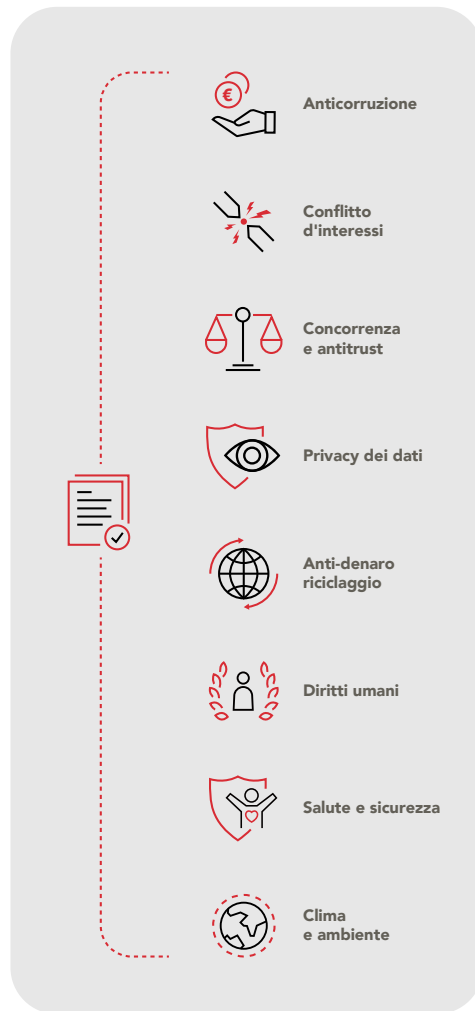 €
Anticorruzione
Conflitto
d'interessi
Concorrenza
e antitrust
Privacy dei dati
Anti-denaro
riciclaggio
Diritti umani
Salute e sicurezza
Clima
e ambiente